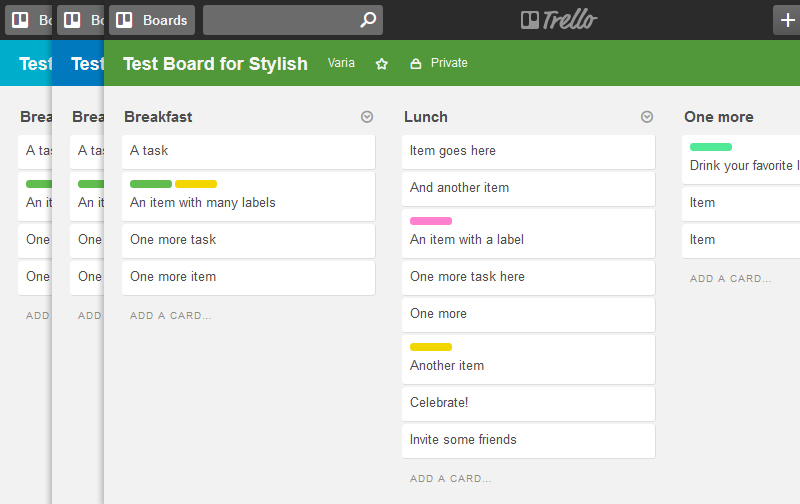 Bo
Bo
Boards
Trello
Test
Test
Test Board for Stylish
Varia
Private
Brea
Brea
Breakfast
Lunch
One more
A ta
A ta
A task
Item goes here
Drink your favorite
An it
An i
An item with many labels
And another item
Item
One
One
One more task
An item with a label
Item
One
One
One more item
One more task here
ADD A CARD...
ADD
ADD
ADD A CARD...
One more
Another item
Celebrate!
Invite some friends
ADD A CARD...